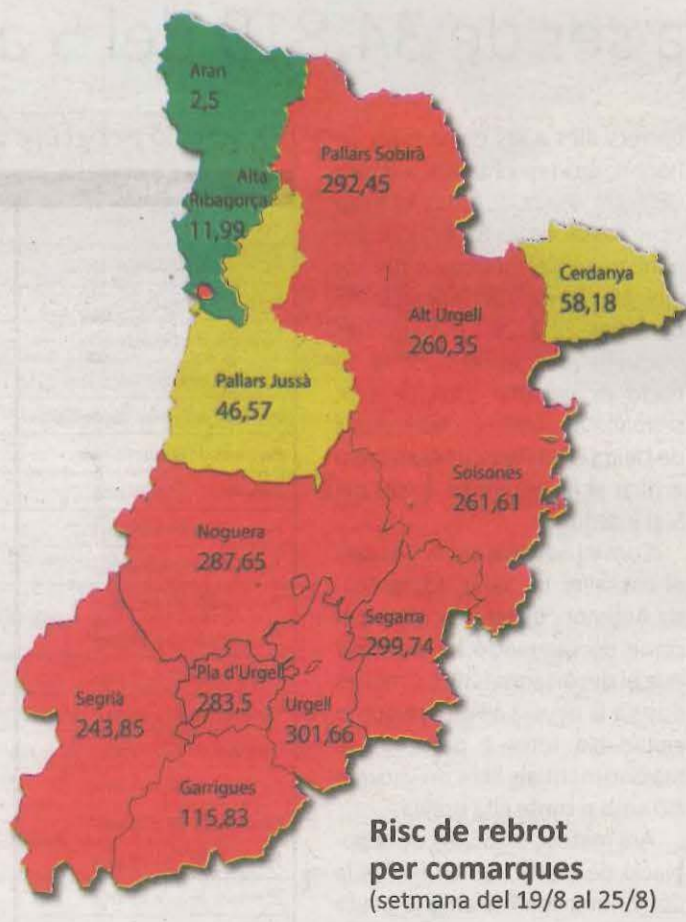 Aran
2,5
Pallars Sobirà
292,45
Alta
Ribagorça
11,99
Cerdanya
58,18
Alt Urgell
260,35
Pallars Jussà
46,57
Solsones
261,61
Noguera
287,65
Segarra
299,74
Pla d'Urgell
283,5
Segrià
243,85
Urgell
301,66
Garrigues
115,83
Risc de rebrot
per comarques
(setmana del 19/8 al 25/8)